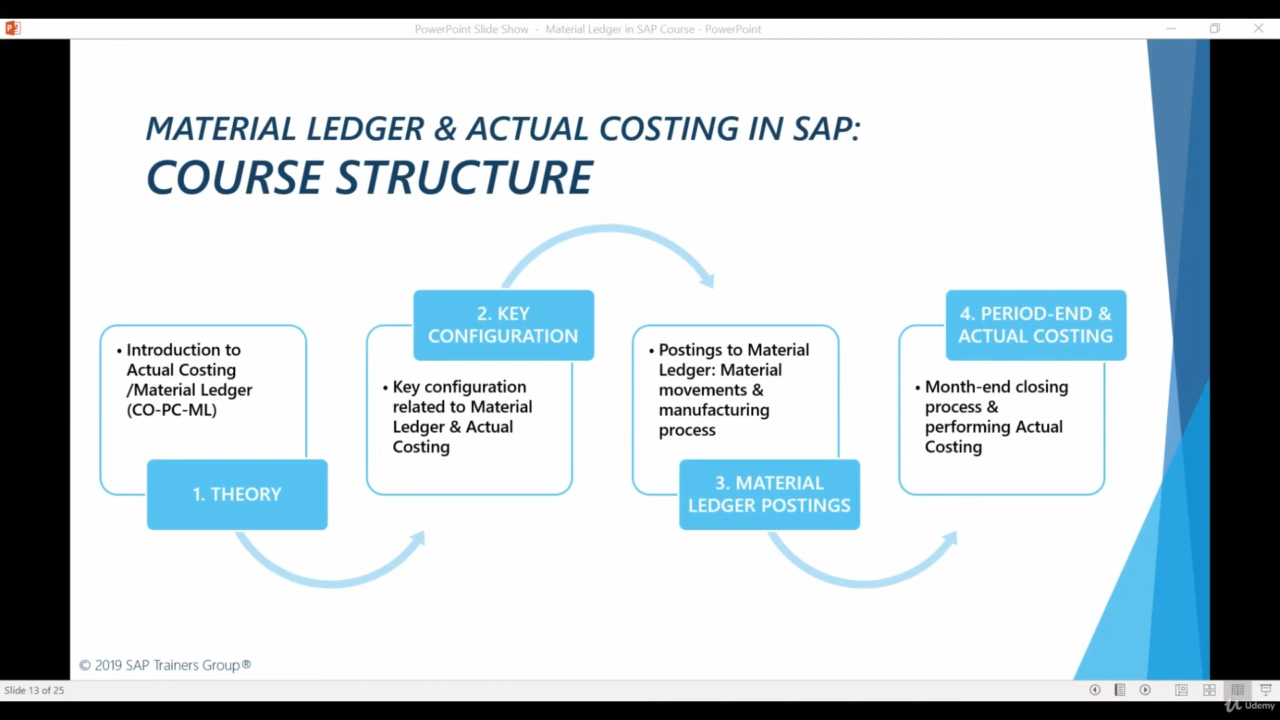 PowerPoint Slide Show - Material Ledger in SAP Course - PowerPoint
MATERIAL LEDGER & ACTUAL COSTING IN SAP:
COURSE STRUCTURE
• Introduction to
Actual Costing
/Material Ledger
(CO-PC-ML)
1. THEORY
2. KEY
CONFIGURATION
• Key configuration
related to Material
Ledger & Actual
Costing
• Postings to Material
Ledger: Material
movements &
manufacturing
process
3. MATERIAL
LEDGER POSTINGS
4. PERIOD-END &
ACTUAL COSTING
• Month-end closing
process &
performing Actual
Costing
© 2019 SAP Trainers Group®
Slide 13 of 25
Udemy